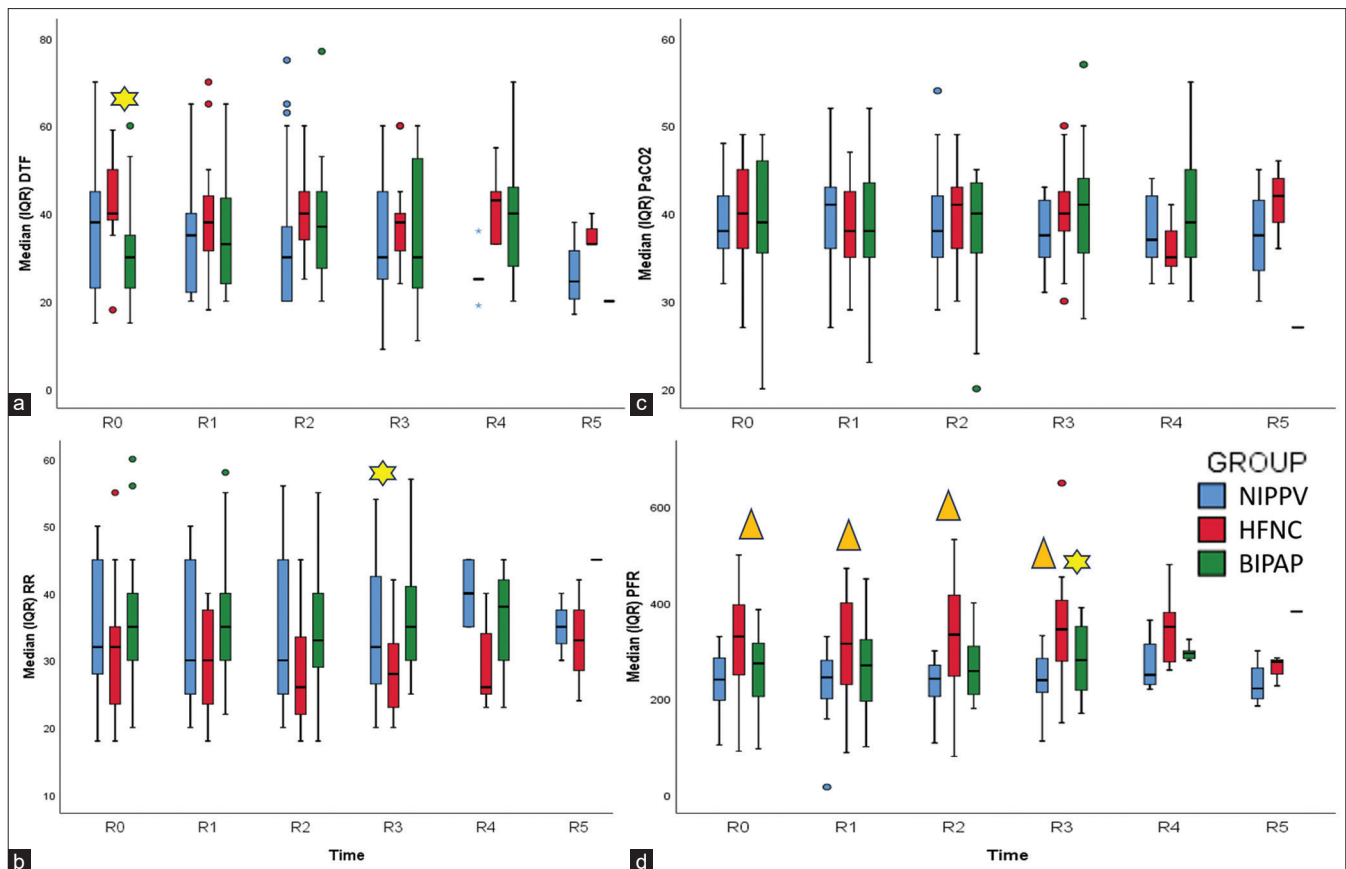 Median (IQR) DTF
80
60
40
20
0
a
R0 R1 R2 R3 R4 R5
Median (IQR) PaCO2
60
50
40
30
20
c
R0 R1 R2 R3 R4 R5
Median (IQR) RR
60
50
40
30
20
10
b
R0 R1 R2 R3 R4 R5
Time
Median (IQR) PFR
600
400
200
0
d
R0 R1 R2 R3 R4 R5
Time
GROUP
NIPPV
HFNC
BIPAP